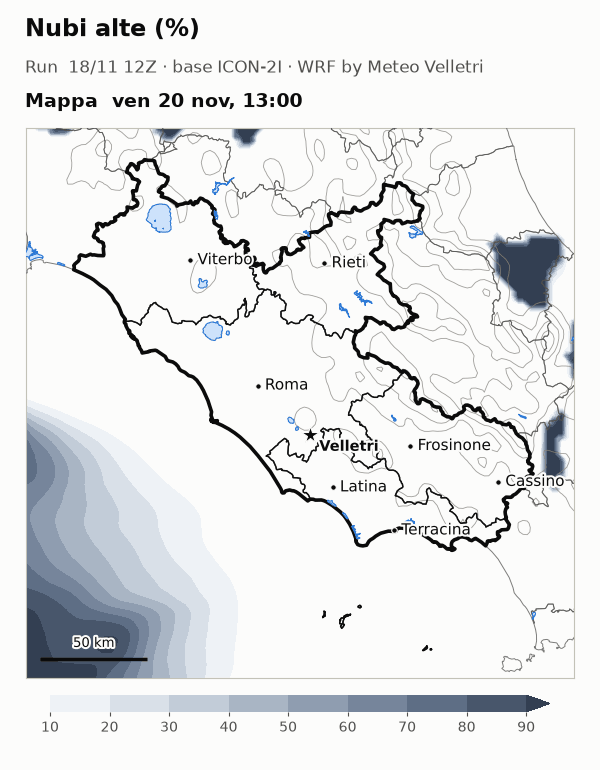 Nubi alte (%)
Run  18/11 12Z · base ICON-2I · WRF by Meteo Velletri
Mappa  ven 20 nov, 13:00
Viterbo
Rieti
Roma
Velletri
Frosinone
Cassino
Latina
Terracina
50 km
10 20 30 40 50 60 70 80 90